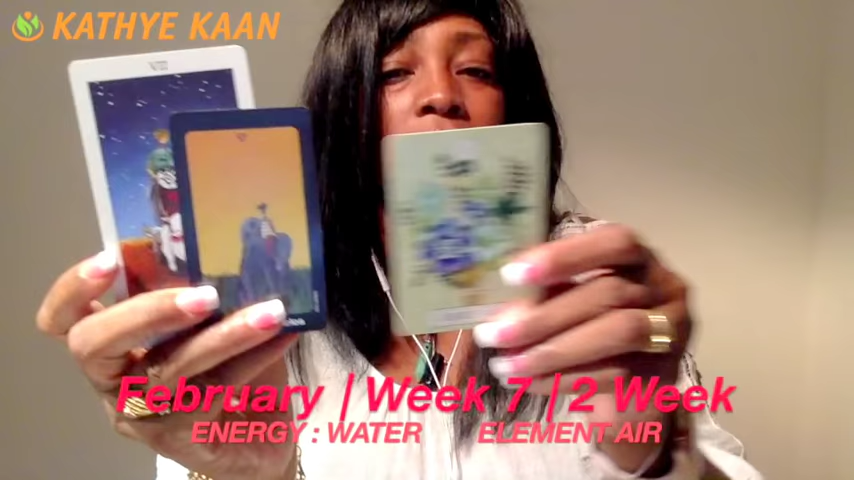 KATHYE KAAN
February | Week 7 | 2 Week
ENERGY : WATER ELEMENT AIR